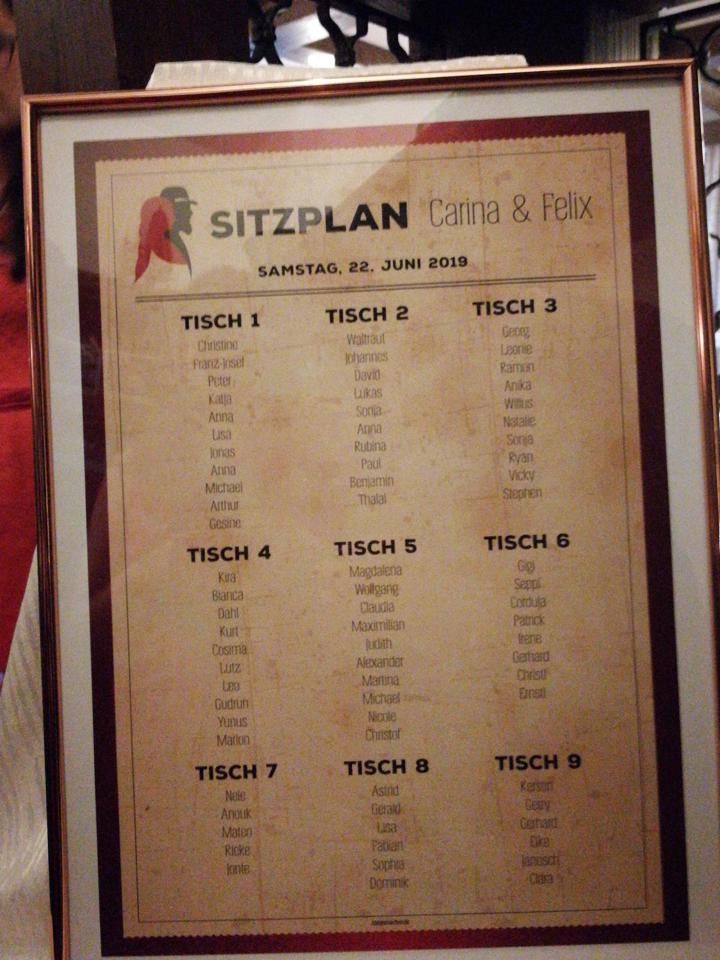 SITZPLAN Carina & Felix
SAMSTAG, 22. JUNI 2019
TISCH 1
Christine
Franz-Josef
Peter
Katja
Anna
Lisa
Jonas
Anna
Michael
Arthur
Gesine
TISCH 2
Waltraut
Johannes
David
Lukas
Sonja
Anna
Rubina
Paul
Benjamin
Thalal
TISCH 3
Georg
Leonie
Ramon
Anika
Willus
Natalie
Sonja
Ryan
Vicky
Stephen
TISCH 4
Kira
Bianca
Dahl
Kurt
Cosima
Lutz
Leo
Gudrun
Yunus
Marlon
TISCH 5
Magdalena
Wolfgang
Claudia
Maximilian
Judith
Alexander
Martina
Michael
Nicole
Christof
TISCH 6
Gigi
Seppi
Cordula
Patrick
Irene
Gerhard
Christl
Ernstl
TISCH 7
Nele
Anouk
Mateo
Rieke
Jonte
TISCH 8
Astrid
Gerald
Lisa
Fabian
Sophia
Dominik
TISCH 9
Gerry
Gerhard
Eike
Janosch
Clara